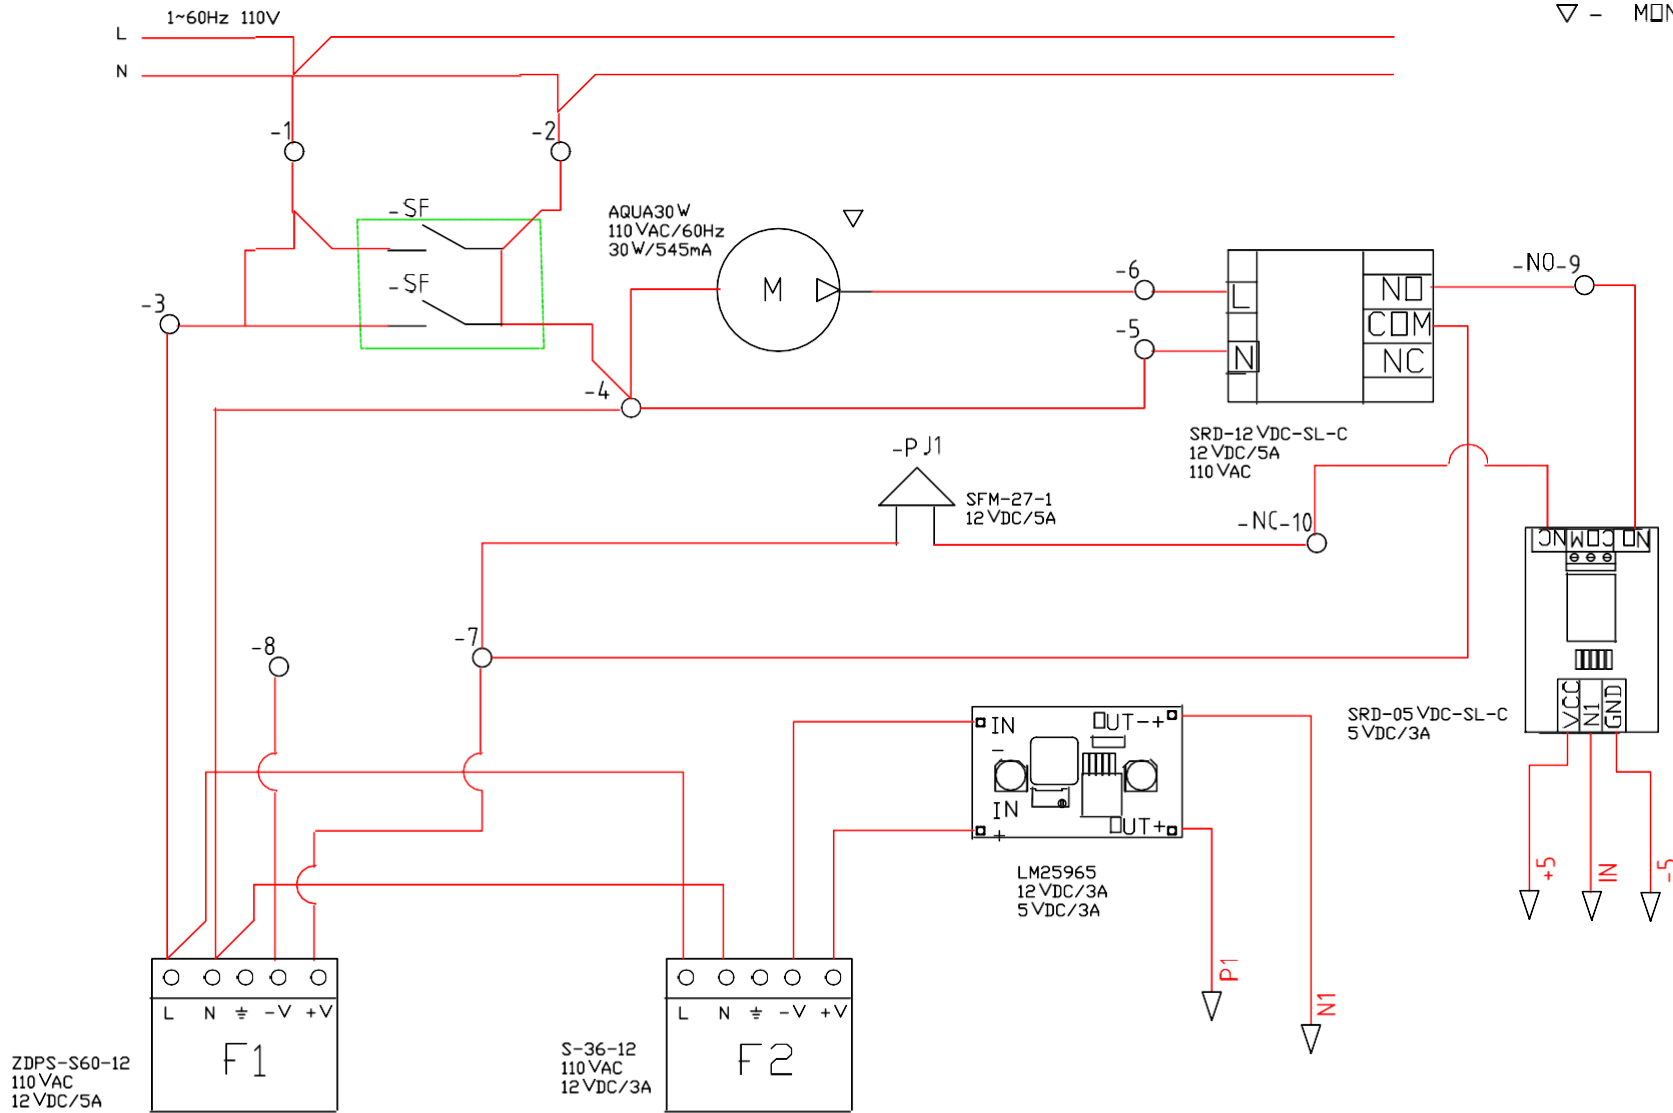 1~60Hz 110V
▽ - MON
L
N
-1
-2
-SF
-SF
AQUA30W
110VAC/60Hz
30W/545mA
M
-6
-5
L
N
NO
COM
NC
-NO-9
-3
-4
SRD-12VDC-SL-C
12VDC/5A
110VAC
-PJ1
SFM-27-1
12VDC/5A
-NC-10
NC COM NO
-8
-7
IN
-
OUT-+
IN
+
OUT+
VCC
N1
GND
SRD-05VDC-SL-C
5VDC/3A
LM25965
12VDC/3A
5VDC/3A
+5
IN
-5
P1
N1
L N -V +V
F1
ZDPS-S60-12
110VAC
12VDC/5A
L N -V +V
F2
S-36-12
110VAC
12VDC/3A